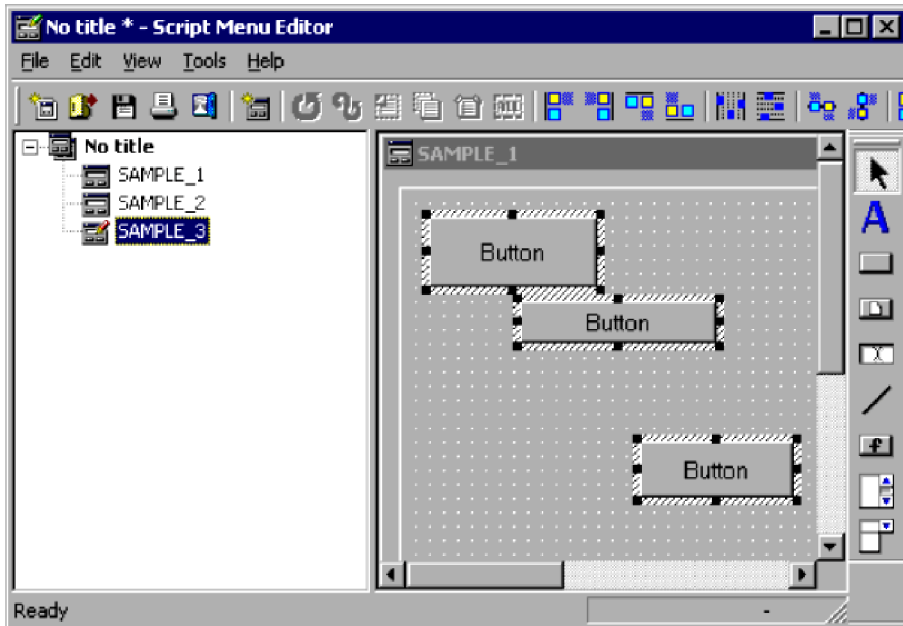 No title * - Script Menu Editor
File Edit View Tools Help
No title
SAMPLE_1
SAMPLE_2
SAMPLE_3
SAMPLE_1
Button
Button
Button
A
f
Ready
-